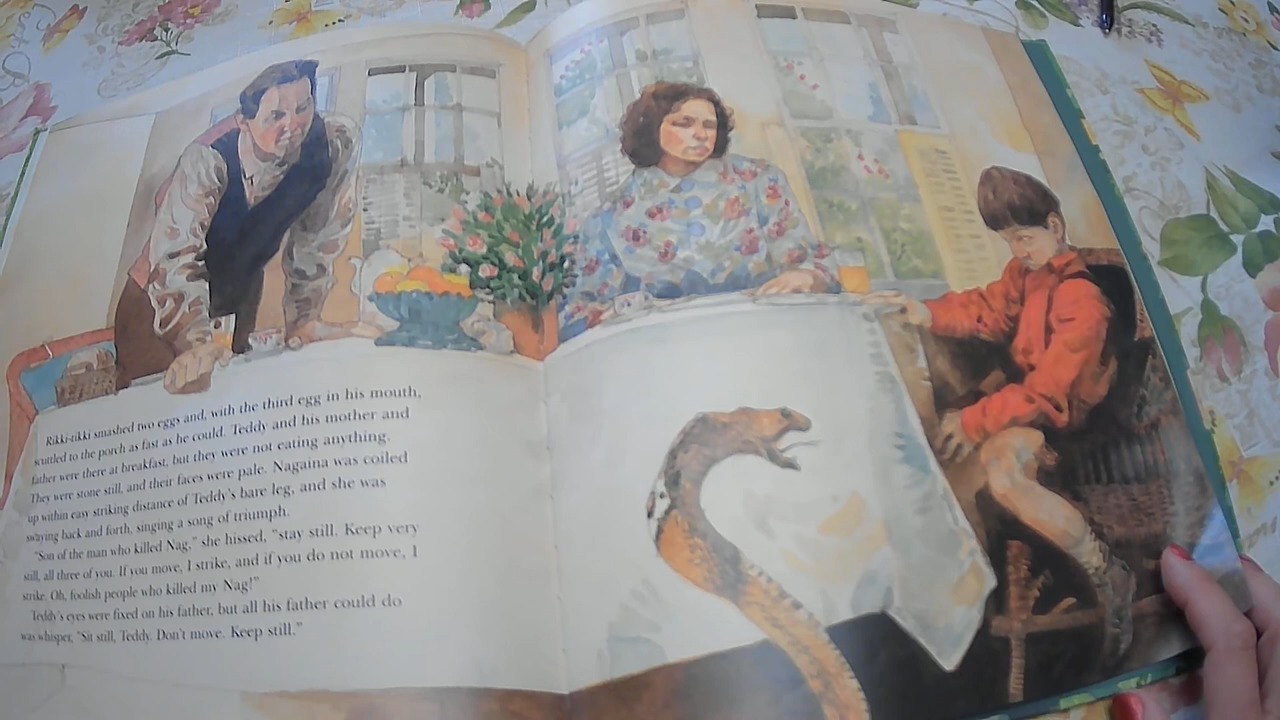 Rikki-tikki smashed two eggs and, with the third egg in his mouth,
scuttled to the porch as fast as he could. Teddy and his mother and
father were there at breakfast, but they were not eating anything.
They were stone still, and their faces were pale. Nagaina was coiled
up within easy striking distance of Teddy's bare leg, and she was
swaying back and forth, singing a song of triumph.
"Son of the man who killed Nag," she hissed, "stay still. Keep very
still, all three of you. If you move, I strike, and if you do not move, I
strike. Oh, foolish people who killed my Nag!"
Teddy's eyes were fixed on his father, but all his father could do
was whisper, "Sit still, Teddy. Don't move. Keep still."